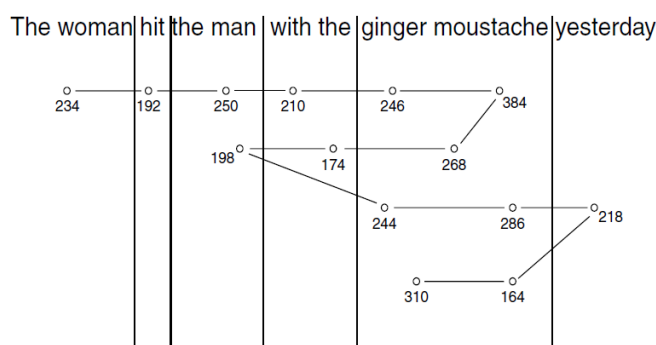 The woman hit the man with the ginger moustache yesterday
234 192 250 210 246 384
198 174 268
244 286 218
310 164